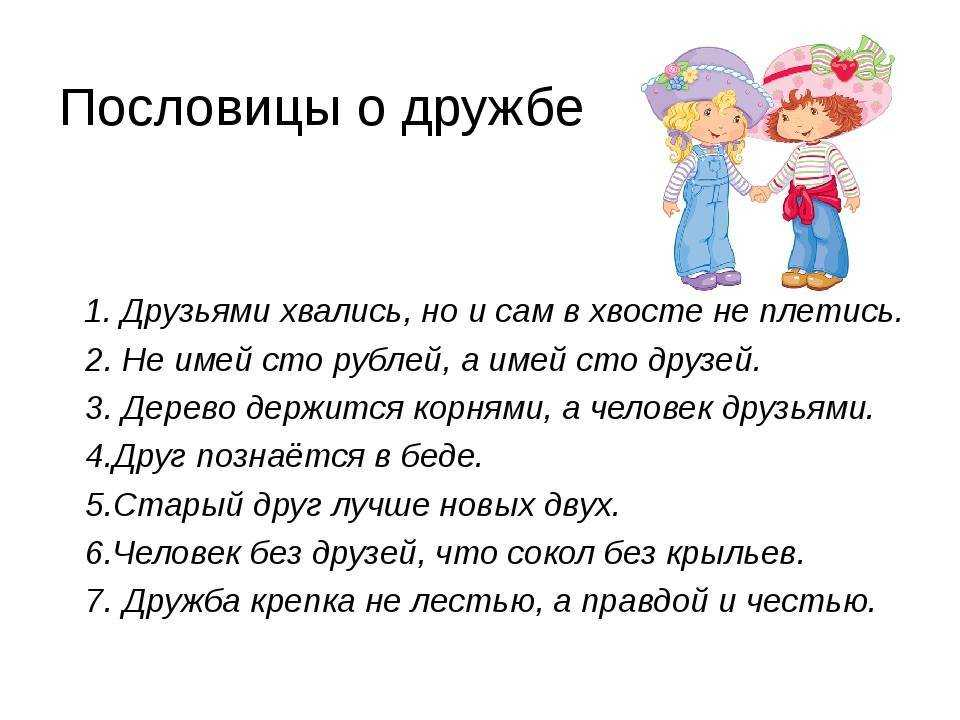 Пословицы о дружбе
1. Друзьями хвались, но и сам в хвосте не плетись.
2. Не имей сто рублей, а имей сто друзей.
3. Дерево держится корнями, а человек друзьями.
4.Друг познаётся в беде.
5.Старый друг лучше новых двух.
6.Человек без друзей, что сокол без крыльев.
7. Дружба крепка не лестью, а правдой и честью.